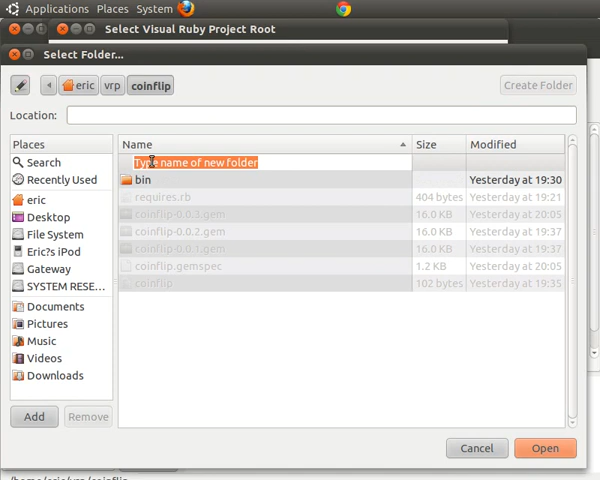 Applications Places System
Select Visual Ruby Project Root
Select Folder...
eric vrp coinflip Create Folder
Location:
Places Name Size Modified
Search Type name of new folder
Recently Used bin Yesterday at 19:30
requires.rb 404 bytes Yesterday at 19:21
eric coinflip-0.0.3.gem 16.0 KB Yesterday at 20:05
Desktop
File System coinflip-0.0.2.gem 16.0 KB Yesterday at 19:37
Eric?s iPod coinflip-0.0.1.gem 16.0 KB Yesterday at 19:37
Gateway coinflip.gemspec 1.2 KB Yesterday at 20:05
SYSTEM RESE... coinflip 102 bytes Yesterday at 19:35
Documents
Pictures
Music
Videos
Downloads
Add Remove
Cancel Open